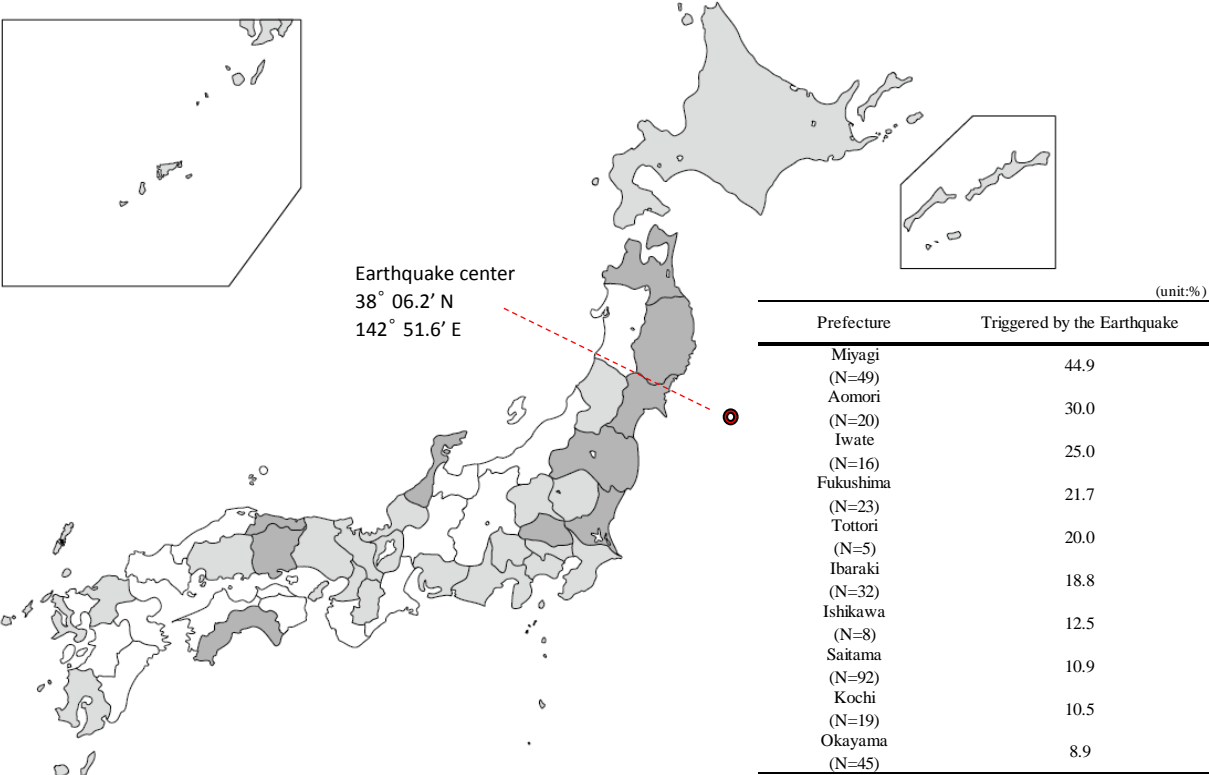 Earthquake center
38° 06.2’ N
142° 51.6’ E
(unit:%)
Prefecture Triggered by the Earthquake
Miyagi
(N=49) 44.9
Aomori
(N=20) 30.0
Iwate
(N=16) 25.0
Fukushima
(N=23) 21.7
Tottori
(N=5) 20.0
Ibaraki
(N=32) 18.8
Ishikawa
(N=8) 12.5
Saitama
(N=92) 10.9
Kochi
(N=19) 10.5
Okayama
(N=45) 8.9